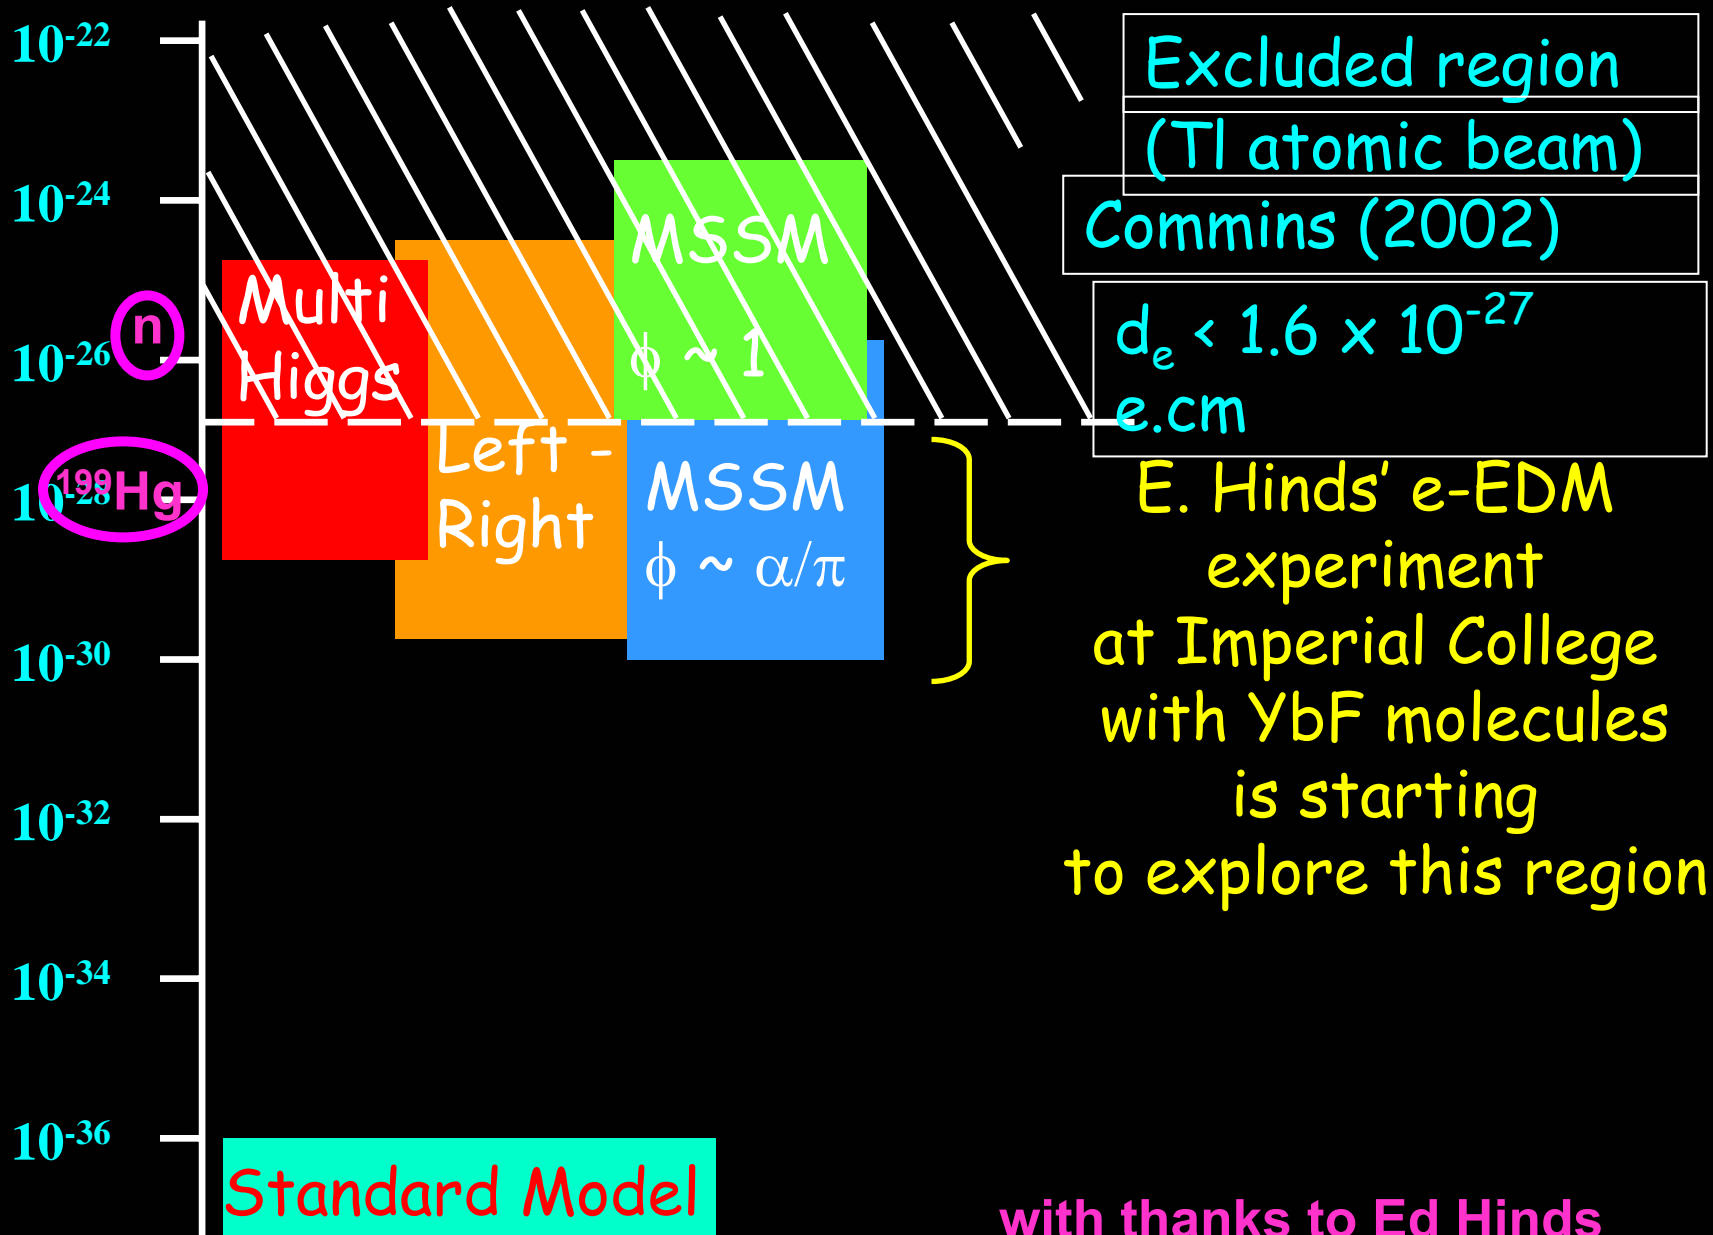 10-22
Excluded region
(Tl atomic beam)
10-24
Commins (2002)
MSSM
ϕ ~ 1
Multi
Higgs
n
10-26
de < 1.6 x 10-27
e.cm
199Hg
10-28
Left -
Right
MSSM
ϕ ~ α/π
E. Hinds’ e-EDM
experiment
at Imperial College
with YbF molecules
is starting
to explore this region
10-30
10-32
10-34
10-36
Standard Model
with thanks to Ed Hinds